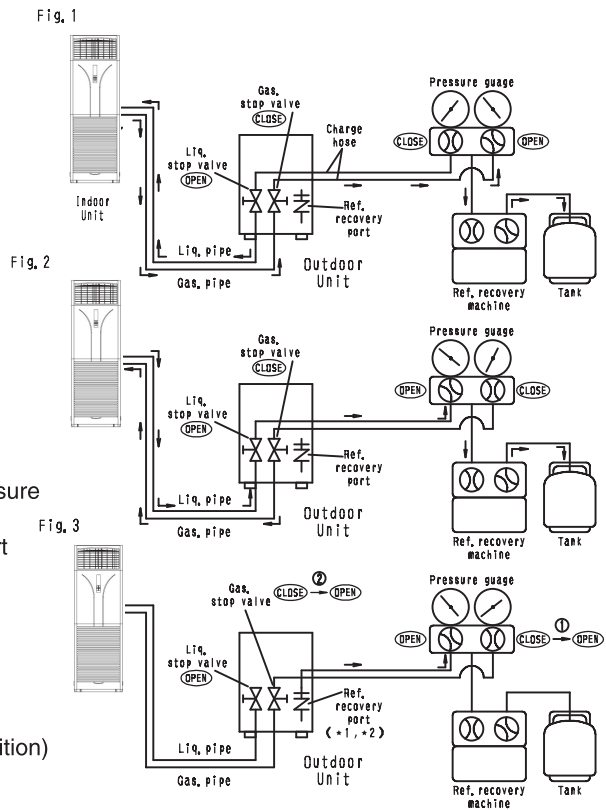 Fig. 1
Indoor
Unit
Gas.
stop valve
CLOSE
Liq.
stop valve
OPEN
Charge
hose
Ref.
recovery
port
Liq. pipe
Gas. pipe
Outdoor
Unit
Pressure guage
CLOSE
OPEN
Ref. recovery
machine
Tank
Fig. 2
Gas.
stop valve
CLOSE
Liq.
stop valve
OPEN
Ref.
recovery
port
Liq. pipe
Gas. pipe
Outdoor
Unit
Pressure guage
OPEN
CLOSE
Ref. recovery
machine
Tank
sure
rt
ition)
Fig. 3
Gas.
stop valve
②
CLOSE → OPEN
Liq.
stop valve
OPEN
Ref.
recovery
port
(*1, *2)
Liq. pipe
Gas. pipe
Outdoor
Unit
Pressure guage
OPEN
①
CLOSE → OPEN
Ref. recovery
machine
Tank